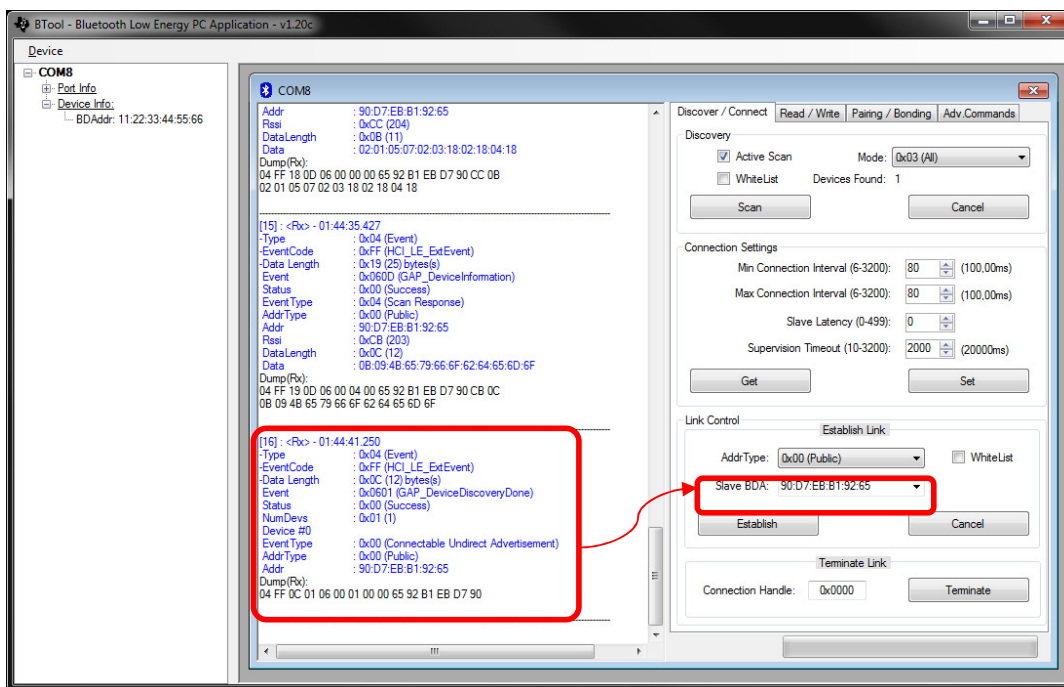 BTool - Bluetooth Low Energy PC Application - v1.20c
Device
COM8
Port Info
Device Info:
BDAddr: 11:22:33:44:55:66
COM8
Addr : 90:D7:EB:B1:92:65
Rssi : 0xCC (204)
DataLength : 0x0B (11)
Data : 02:01:05:07:02:03:18:02:18:04:18
Dump(Rx):
04 FF 18 0D 06 00 00 00 65 92 B1 EB D7 90 CC 0B
02 01 05 07 02 03 18 02 18 04 18
[15] : <Rx> - 01:44:35.427
-Type : 0x04 (Event)
-EventCode : 0xFF (HCI_LE_ExtEvent)
-Data Length : 0x19 (25) bytes(s)
Event : 0x060D (GAP_DeviceInformation)
Status : 0x00 (Success)
EventType : 0x04 (Scan Response)
AddrType : 0x00 (Public)
Addr : 90:D7:EB:B1:92:65
Rssi : 0xCB (203)
DataLength : 0x0C (12)
Data : 0B:09:4B:65:79:66:6F:62:64:65:6D:6F
Dump(Rx):
04 FF 19 0D 06 00 04 00 65 92 B1 EB D7 90 CB 0C
0B 09 4B 65 79 66 6F 62 64 65 6D 6F
[16] : <Rx> - 01:44:41.250
-Type : 0x04 (Event)
-EventCode : 0xFF (HCI_LE_ExtEvent)
-Data Length : 0x0C (12) bytes(s)
Event : 0x0601 (GAP_DeviceDiscoveryDone)
Status : 0x00 (Success)
NumDevs : 0x01 (1)
Device #0
EventType : 0x00 (Connectable Undirect Advertisement)
AddrType : 0x00 (Public)
Addr : 90:D7:EB:B1:92:65
Dump(Rx):
04 FF 0C 01 06 00 01 00 00 65 92 B1 EB D7 90
Discover / Connect Read / Write Pairing / Bonding Adv.Commands
Discovery
Active Scan Mode: 0x03 (All)
WhiteList Devices Found: 1
Scan Cancel
Connection Settings
Min Connection Interval (6-3200): 80 (100,00ms)
Max Connection Interval (6-3200): 80 (100,00ms)
Slave Latency (0-499): 0
Supervision Timeout (10-3200): 2000 (20000ms)
Get Set
Link Control
Establish Link
AddrType: 0x00 (Public) WhiteList
Slave BDA: 90:D7:EB:B1:92:65
Establish Cancel
Terminate Link
Connection Handle: 0x0000 Terminate